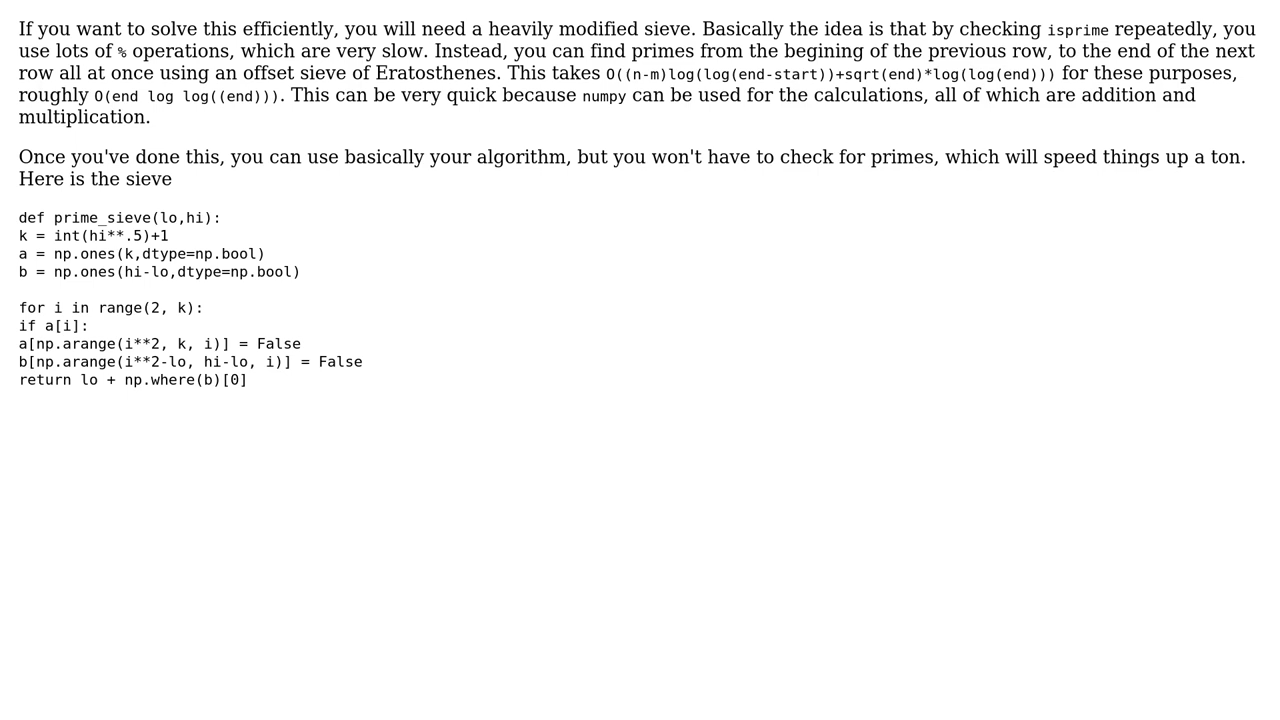 If you want to solve this efficiently, you will need a heavily modified sieve. Basically the idea is that by checking isprime repeatedly, you
use lots of % operations, which are very slow. Instead, you can find primes from the begining of the previous row, to the end of the next
row all at once using an offset sieve of Eratosthenes. This takes O((n-m)log(log(end-start))+sqrt(end)*log(log(end))) for these purposes,
roughly O(end log log((end))). This can be very quick because numpy can be used for the calculations, all of which are addition and
multiplication.
Once you've done this, you can use basically your algorithm, but you won't have to check for primes, which will speed things up a ton.
Here is the sieve
def prime_sieve(lo,hi):
k = int(hi**.5)+1
a = np.ones(k,dtype=np.bool)
b = np.ones(hi-lo,dtype=np.bool)
for i in range(2, k):
if a[i]:
a[np.arange(i**2, k, i)] = False
b[np.arange(i**2-lo, hi-lo, i)] = False
return lo + np.where(b)[0]